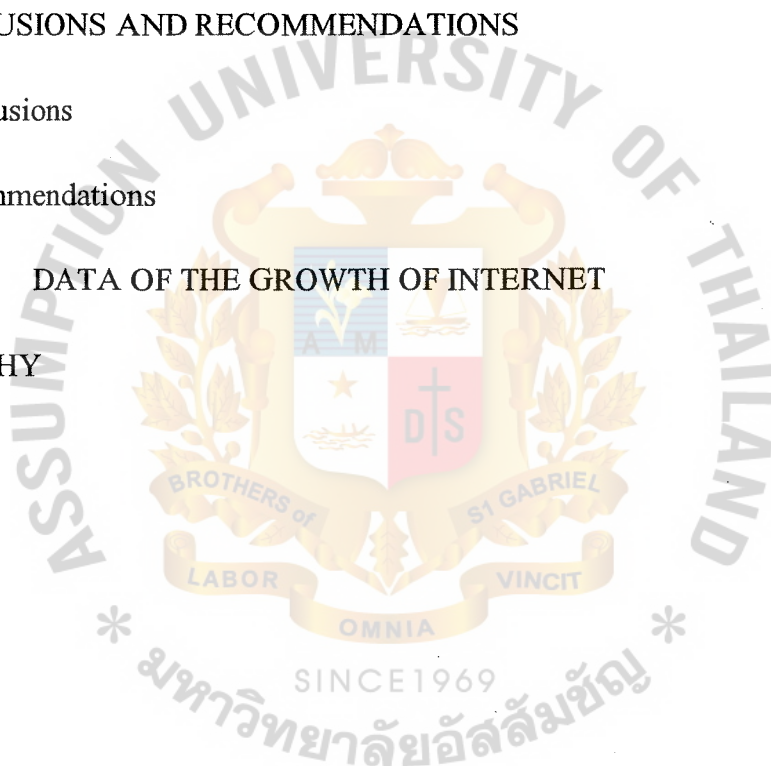 USIONS AND RECOMMENDATIONS
usions
mmendations
DATA OF THE GROWTH OF INTERNET
HY
ASSUMPTION UNIVERSITY OF THAILAND
A M
D S
BROTHERS of ST GABRIEL
LABOR VINCIT
OMNIA
SINCE 1969
* มหาวิทยาลัยอัสสัมชัญ *